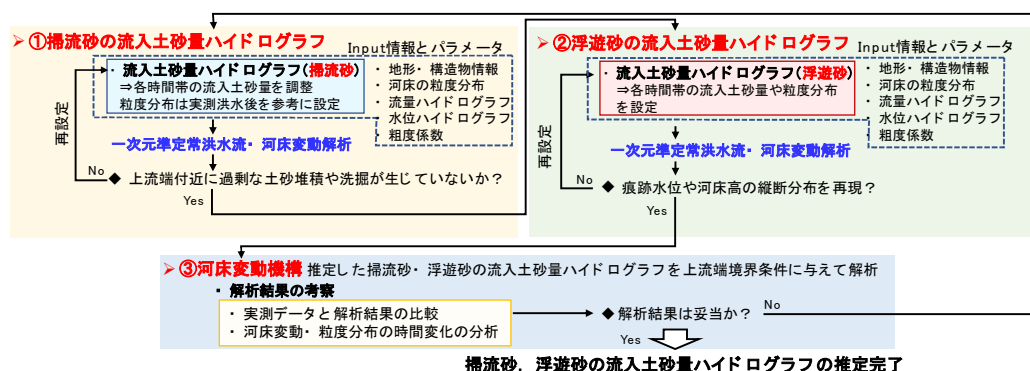 ➢ ①掃流砂の流入土砂量ハイドログラフ
Input情報とパラメータ
・ 流入土砂量ハイドログラフ(掃流砂)
⇒各時間帯の流入土砂量を調整
粒度分布は実測洪水後を参考に設定
・ 地形・構造物情報
・ 河床の粒度分布
・ 流量ハイドログラフ
・ 水位ハイドログラフ
・ 粗度係数
再設定
一次元準定常洪水流・河床変動解析
No
◆ 上流端付近に過剰な土砂堆積や洗掘が生じていないか？
Yes
➢ ②浮遊砂の流入土砂量ハイドログラフ
Input情報とパラメータ
・ 流入土砂量ハイドログラフ(浮遊砂)
⇒各時間帯の流入土砂量や粒度分布
を設定
・ 地形・構造物情報
・ 河床の粒度分布
・ 流量ハイドログラフ
・ 水位ハイドログラフ
・ 粗度係数
再設定
一次元準定常洪水流・河床変動解析
No
◆ 痕跡水位や河床高の縦断分布を再現？
Yes
➢ ③河床変動機構 推定した掃流砂・浮遊砂の流入土砂量ハイドログラフを上流端境界条件に与えて解析
・ 解析結果の考察
・ 実測データと解析結果の比較
・ 河床変動・粒度分布の時間変化の分析
◆ 解析結果は妥当か？
No
Yes
掃流砂，浮遊砂の流入土砂量ハイドログラフの推定完了